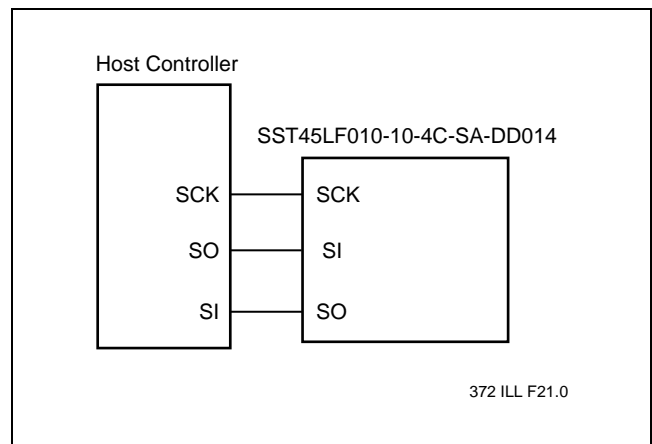 Host Controller
SST45LF010-10-4C-SA-DD014
SCK SCK
SO SI
SI SO
372 ILL F21.0